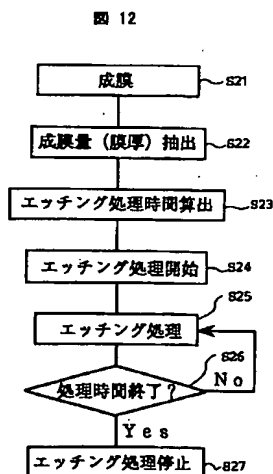 図 12
成膜 S21
成膜量（膜厚）抽出 S22
エッチング処理時間算出 S23
エッチング処理開始 S24
S25
エッチング処理
S26
処理時間終了？ No
Yes
エッチング処理停止 S27